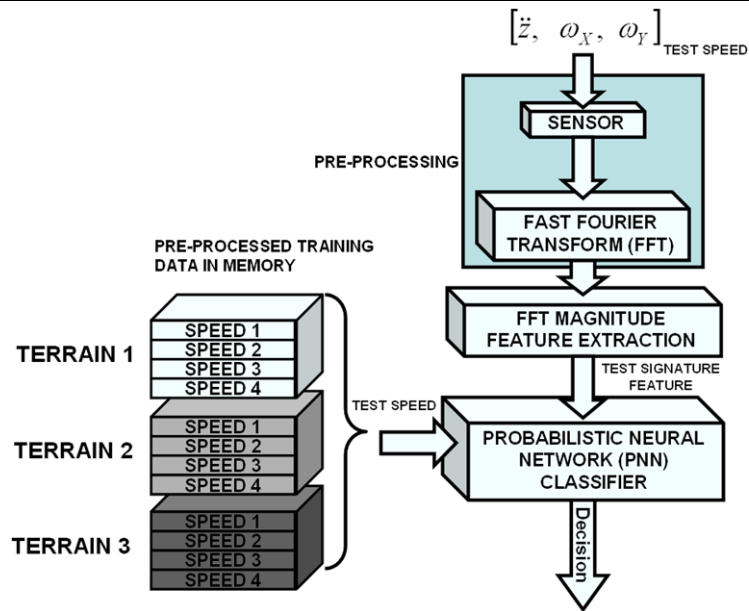 [z̈, ω_X, ω_Y] TEST SPEED
SENSOR
PRE-PROCESSING
FAST FOURIER
TRANSFORM (FFT)
PRE-PROCESSED TRAINING
DATA IN MEMORY
FFT MAGNITUDE
FEATURE EXTRACTION
TERRAIN 1
SPEED 1
SPEED 2
SPEED 3
SPEED 4
TERRAIN 2
SPEED 1
SPEED 2
SPEED 3
SPEED 4
TERRAIN 3
SPEED 1
SPEED 2
SPEED 3
SPEED 4
TEST SIGNATURE
FEATURE
TEST SPEED
PROBABILISTIC NEURAL
NETWORK (PNN)
CLASSIFIER
Decision